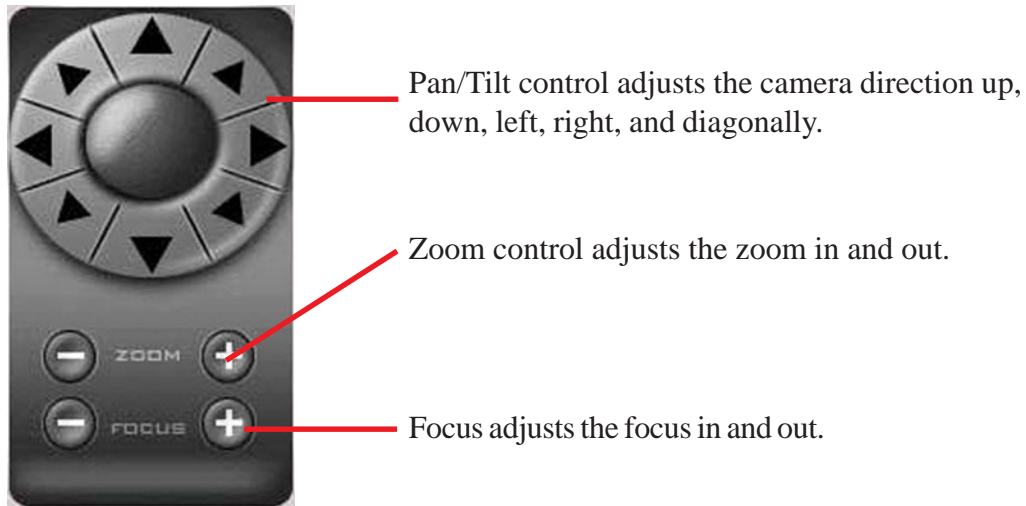 Pan/Tilt control adjusts the camera direction up,
down, left, right, and diagonally.
Zoom control adjusts the zoom in and out.
ZOOM
FOCUS
Focus adjusts the focus in and out.